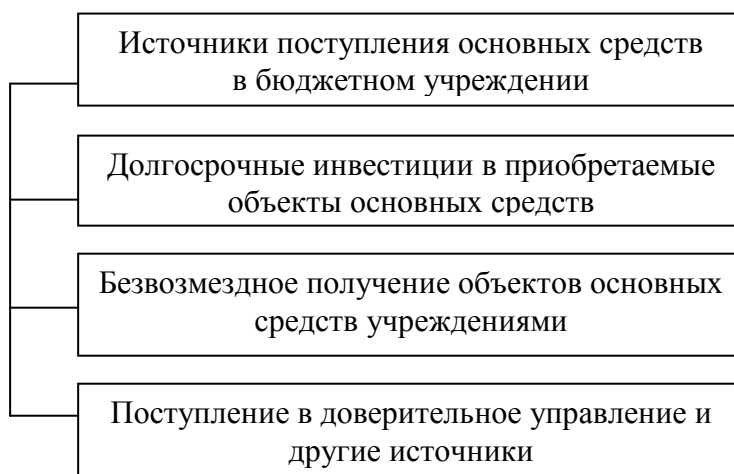 Источники поступления основных средств
в бюджетном учреждении
Долгосрочные инвестиции в приобретаемые
объекты основных средств
Безвозмездное получение объектов основных
средств учреждениями
Поступление в доверительное управление и
другие источники